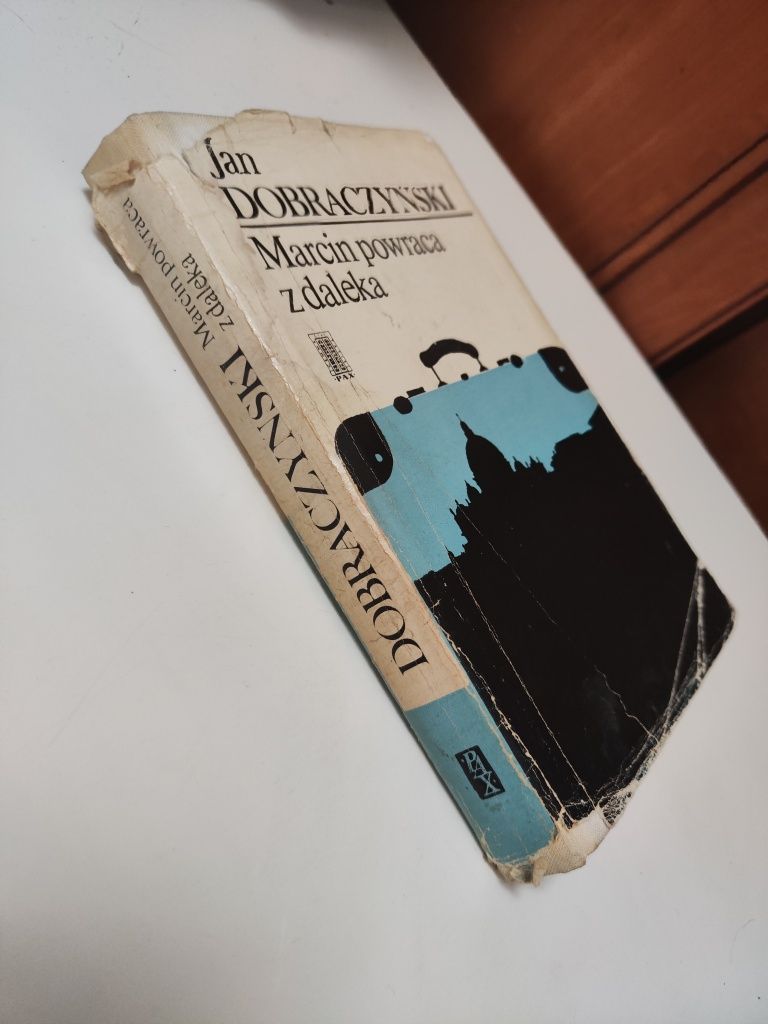 Jan
DOBRACZYŃSKI
Marcin powraca
z daleka
PAX
DOBRACZYŃSKI
Marcin powraca
z daleka
PAX